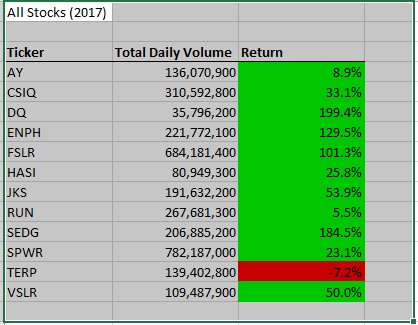 All Stocks (2017)
Ticker Total Daily Volume Return
AY 136,070,900 8.9%
CSIQ 310,592,800 33.1%
DQ 35,796,200 199.4%
ENPH 221,772,100 129.5%
FSLR 684,181,400 101.3%
HASI 80,949,300 25.8%
JKS 191,632,200 53.9%
RUN 267,681,300 5.5%
SEDG 206,885,200 184.5%
SPWR 782,187,000 23.1%
TERP 139,402,800 -7.2%
VSLR 109,487,900 50.0%